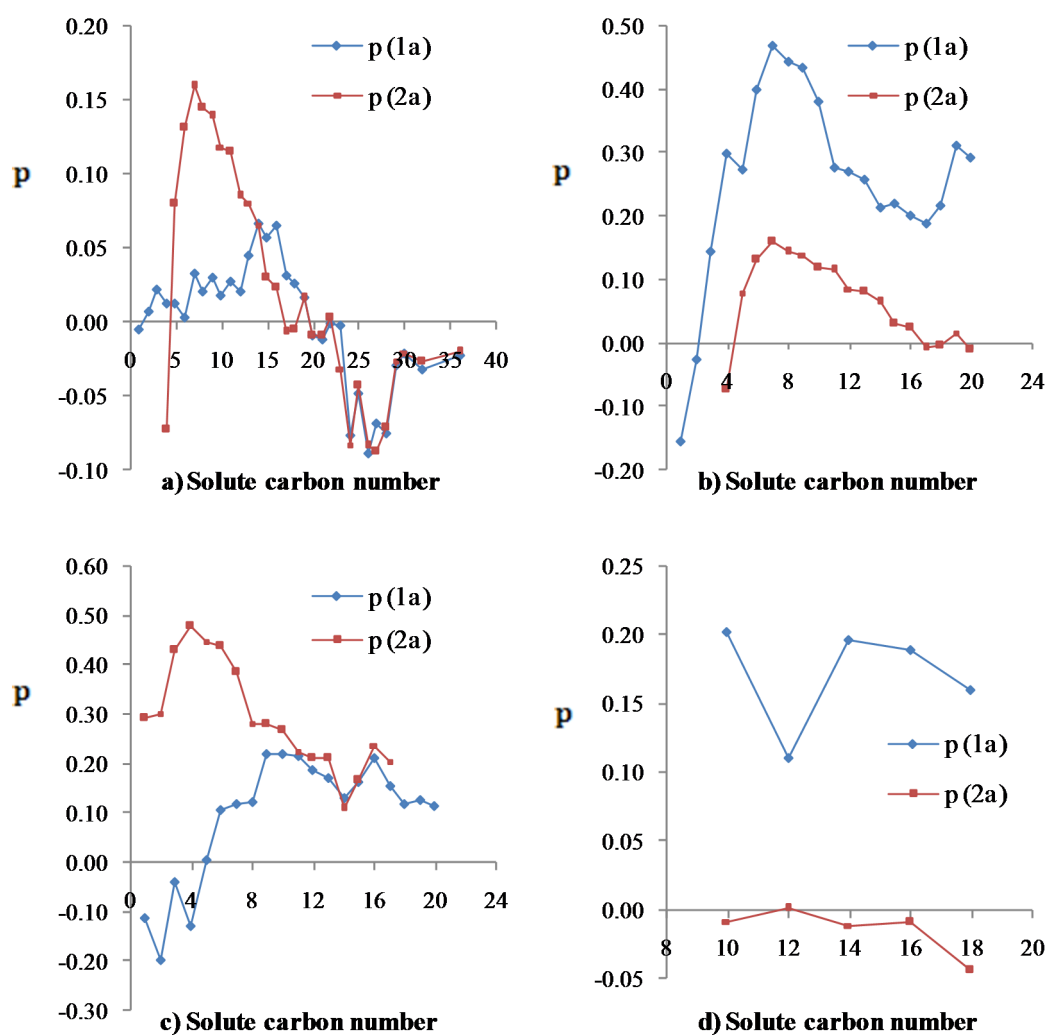 0.20
0.15
0.10
0.05
0.00
-0.05
-0.10
p
p (1a)
p (2a)
0 5 10 15 20 25 30 35 40
a) Solute carbon number
0.50
0.40
0.30
0.20
0.10
0.00
-0.10
-0.20
p
p (1a)
p (2a)
0 4 8 12 16 20 24
b) Solute carbon number
0.60
0.50
0.40
0.30
0.20
0.10
0.00
-0.10
-0.20
-0.30
p
p (1a)
p (2a)
0 4 8 12 16 20 24
c) Solute carbon number
0.25
0.20
0.15
0.10
0.05
0.00
-0.05
p
p (1a)
p (2a)
8 10 12 14 16 18 20
d) Solute carbon number